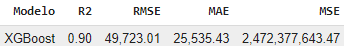 Modelo R2 RMSE MAE MSE
XGBoost 0.90 49,723.01 25,535.43 2,472,377,643.47